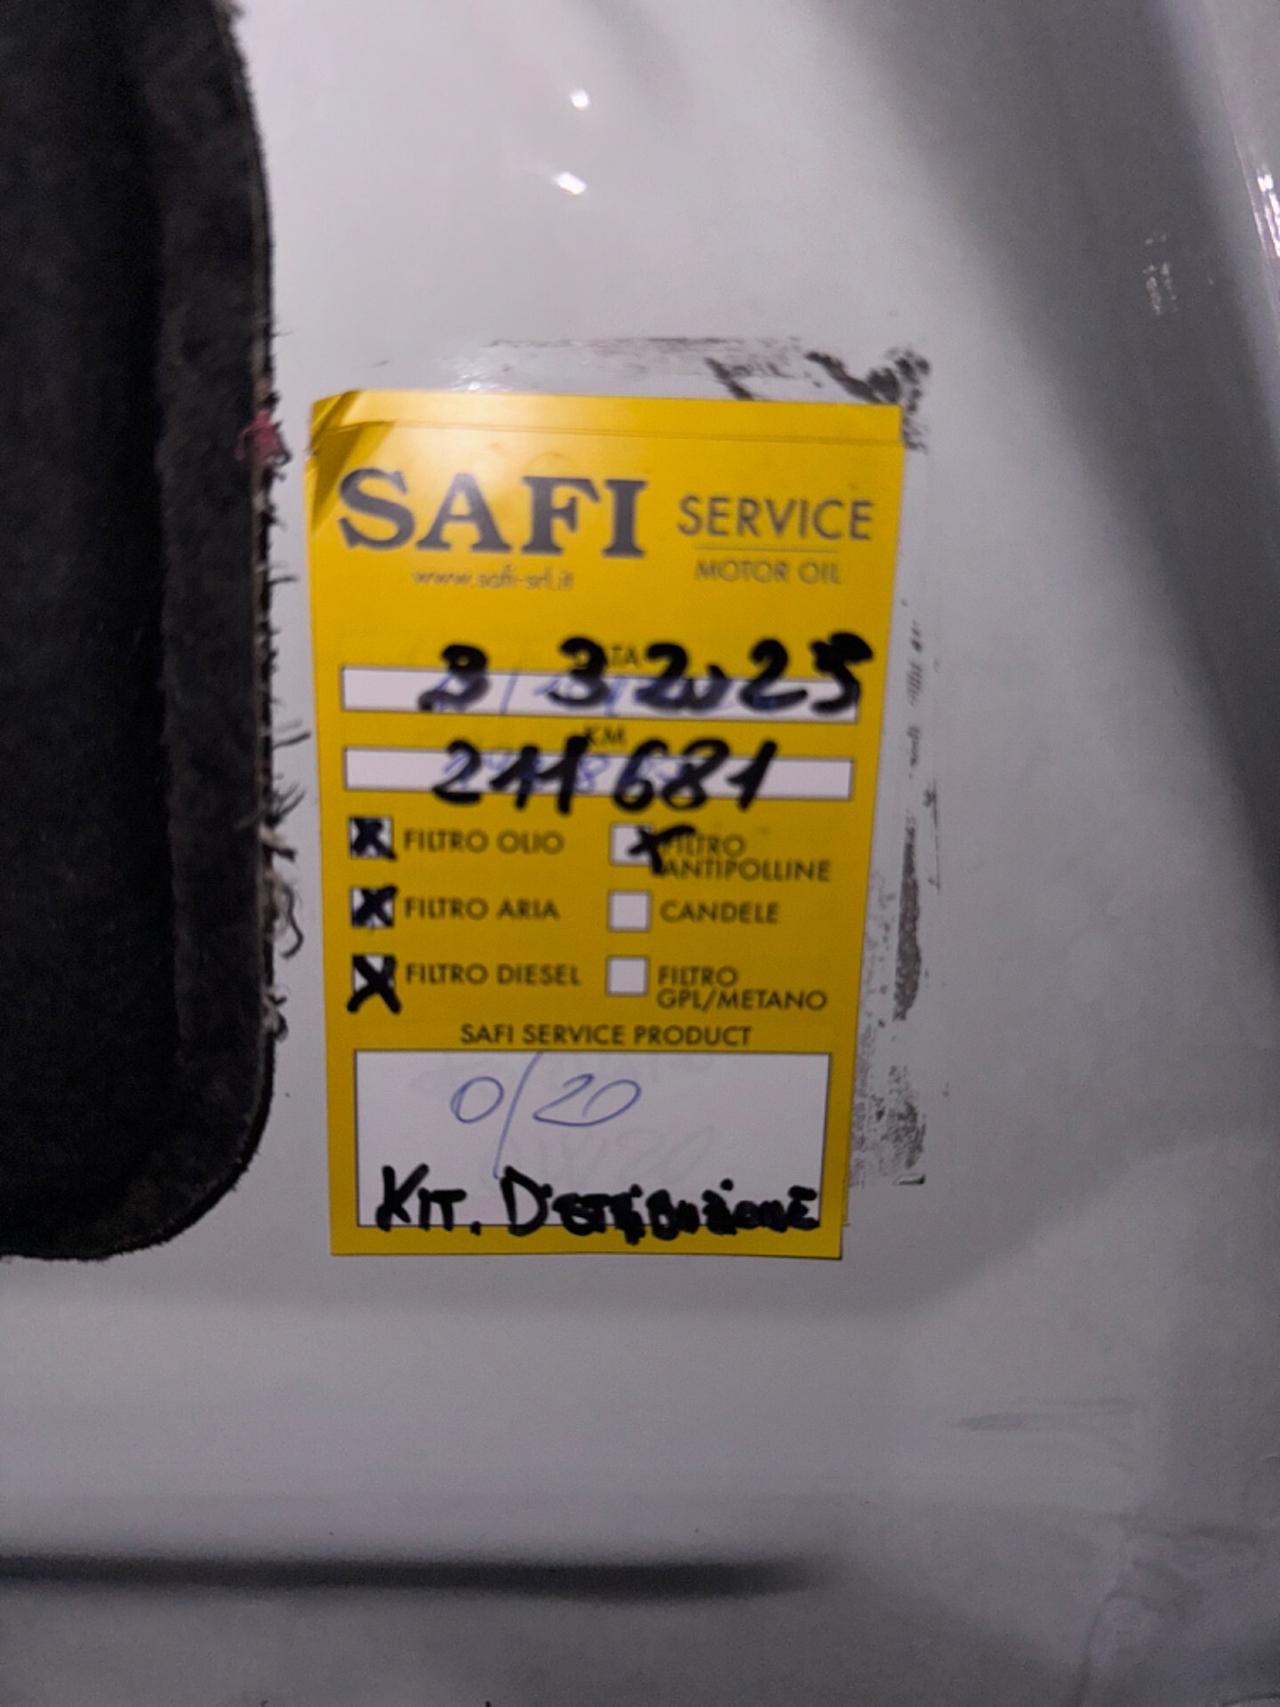 SAFI SERVICE
www.safi-srl.it MOTOR OIL
DATA
3 3 2025
KM
211681
X FILTRO OLIO
X FILTRO ANTIPOLLINE
X FILTRO ARIA
CANDELE
X FILTRO DIESEL
FILTRO GPL/METANO
SAFI SERVICE PRODUCT
0/20
KIT. DISTRIBUZIONE